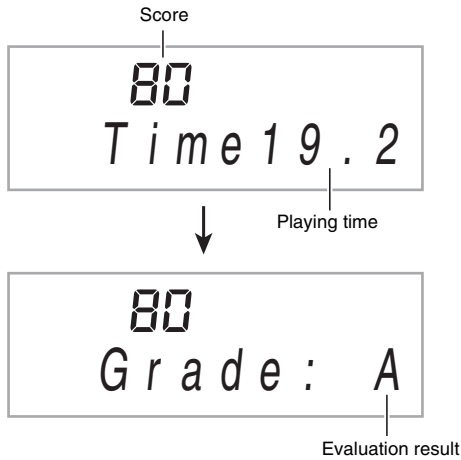 Score
80
Time19.2
Playing time
80
Grade: A
Evaluation result